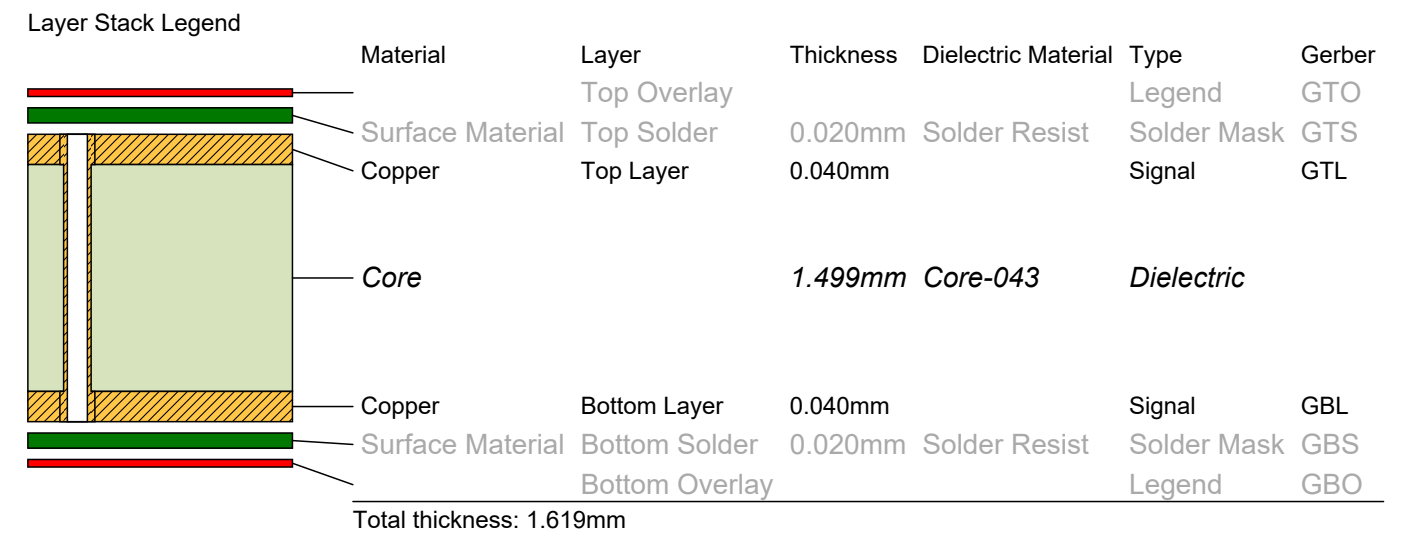 Layer Stack Legend
Material Layer Thickness Dielectric Material Type Gerber
Top Overlay Legend GTO
Surface Material Top Solder 0.020mm Solder Resist Solder Mask GTS
Copper Top Layer 0.040mm Signal GTL
Core 1.499mm Core-043 Dielectric
Copper Bottom Layer 0.040mm Signal GBL
Surface Material Bottom Solder 0.020mm Solder Resist Solder Mask GBS
Bottom Overlay Legend GBO
Total thickness: 1.619mm